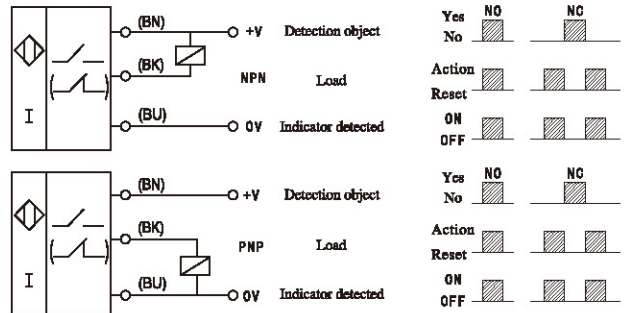 (BN) +V Detection object Yes No NO NC
(BK) NPN Load Action Reset
I (BU) 0V Indicator detected ON OFF
(BN) +V Detection object Yes No NO NC
(BK) PNP Load Action Reset
I (BU) 0V Indicator detected ON OFF